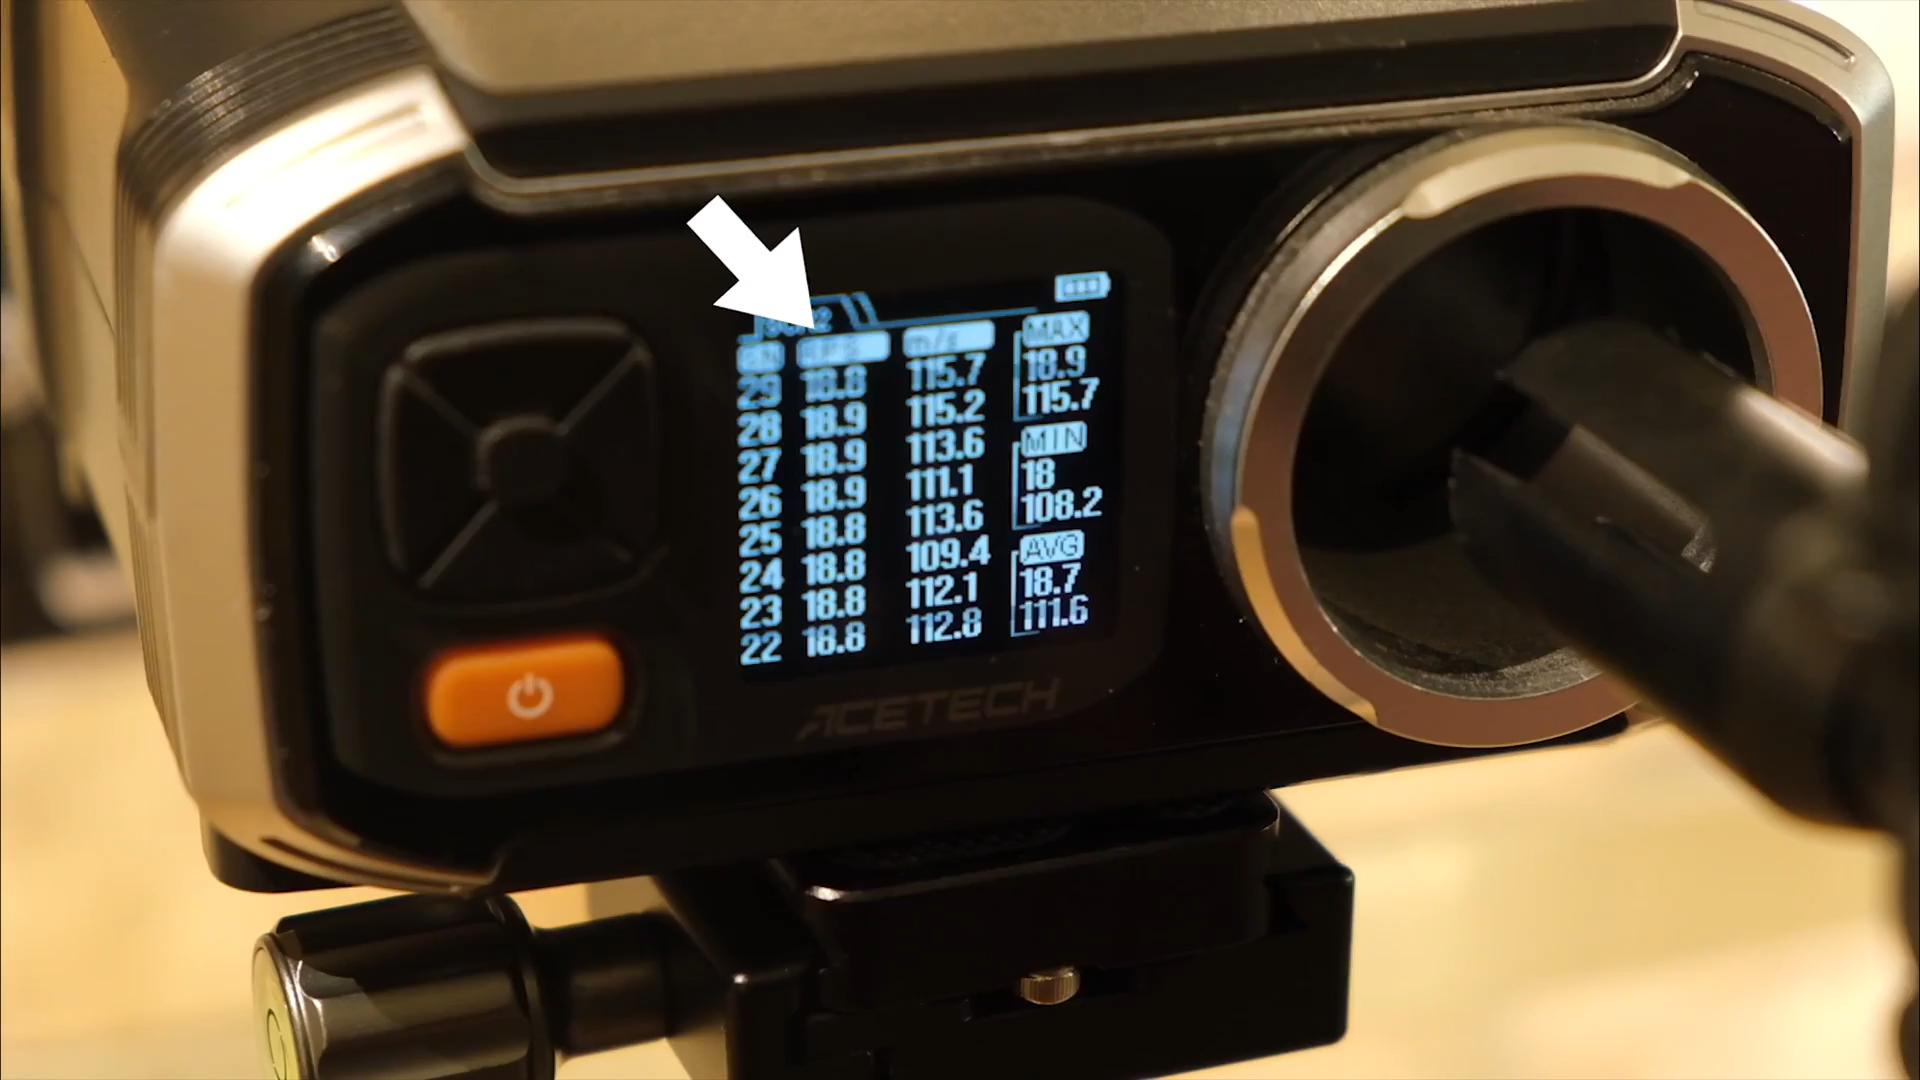 SN RPS m/s MAX
29 18.8 115.7 18.9
28 18.9 115.2 115.7
27 18.9 113.6 MIN
26 18.9 111.1 18
25 18.8 113.6 108.2
24 18.8 109.4 AVG
23 18.8 112.1 18.7
22 18.8 112.8 111.6
ACETECH